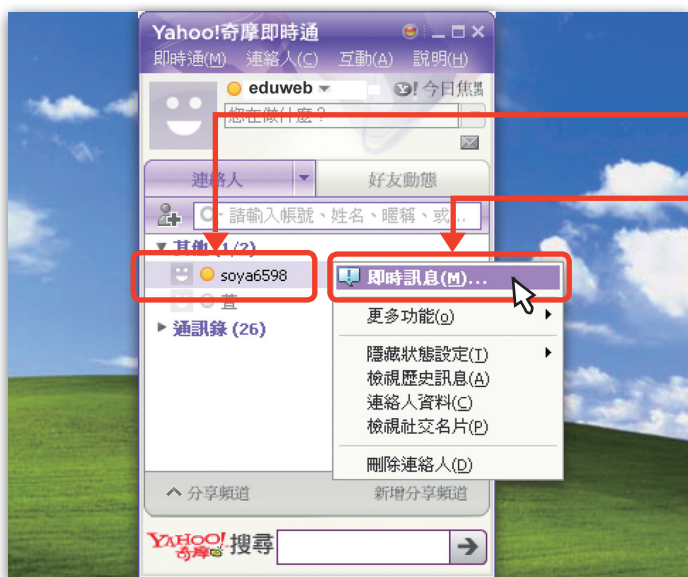 Yahoo!奇摩即時通
即時通(M) 連絡人(C) 互動(A) 說明(H)
eduweb
Y! 今日焦點
您在做什麼?
連絡人 好友動態
請輸入帳號、姓名、暱稱、或...
其他 (1/2)
soya6598
萱
通訊錄 (26)
即時訊息(M)...
更多功能(o)
隱藏狀態設定(T)
檢視歷史訊息(A)
連絡人資料(C)
檢視社交名片(P)
刪除連絡人(D)
分享頻道 新增分享頻道
YAHOO!奇摩 搜尋